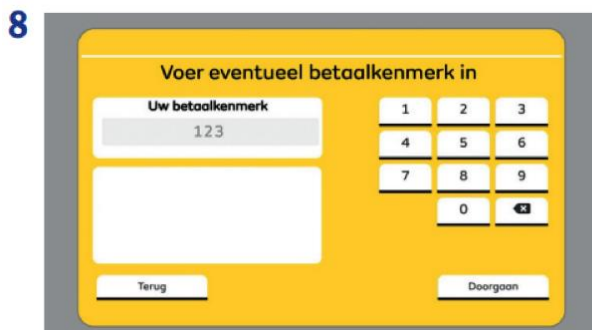 8
Voer eventueel betaalkenmerk in
Uw betaalkenmerk
123
1 2 3
4 5 6
7 8 9
0
Terug
Doorgaan